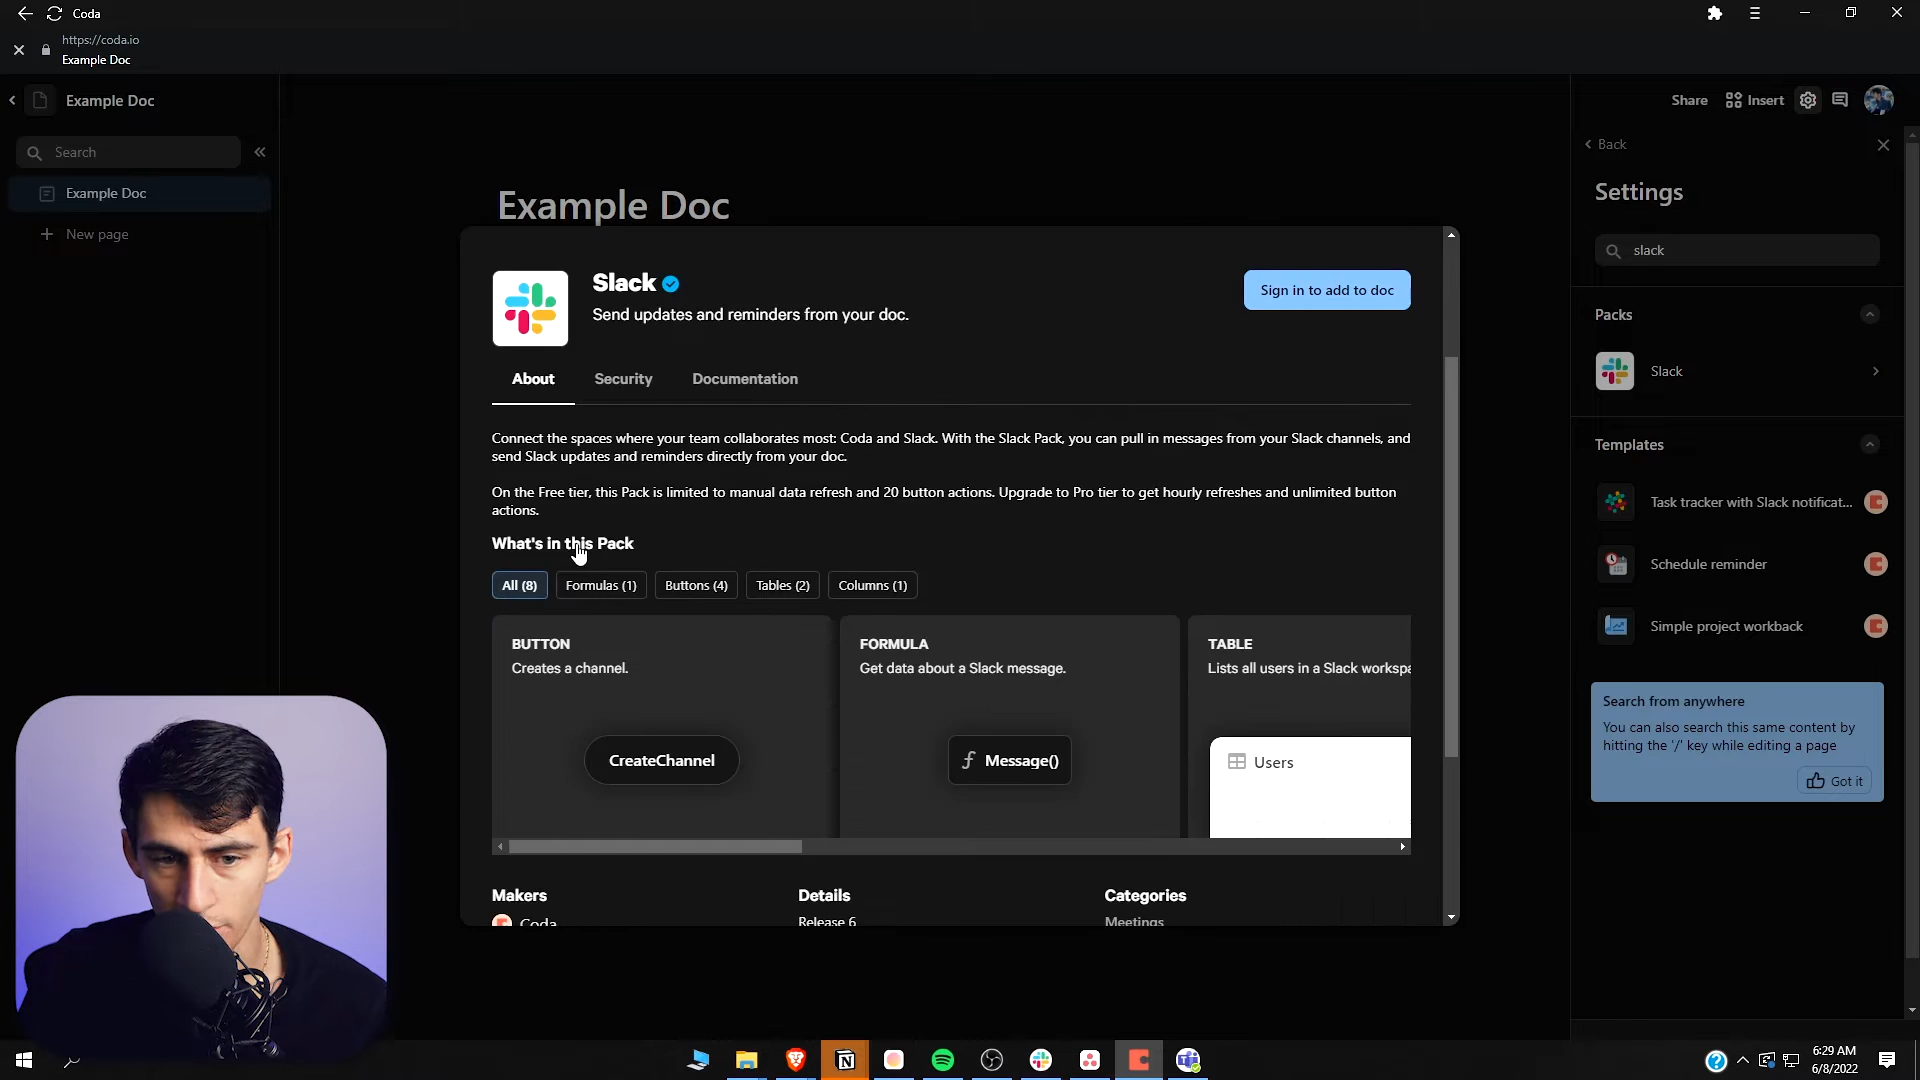 Coda
https://coda.io
Example Doc
Example Doc
Search
Example Doc
New page
Example Doc
Share
Insert
Back
Settings
slack
Packs
Slack
Templates
Task tracker with Slack notificat...
Schedule reminder
Simple project workback
Search from anywhere
You can also search this same content by
hitting the '/' key while editing a page
Got it
Slack
Send updates and reminders from your doc.
Sign in to add to doc
About
Security
Documentation
Connect the spaces where your team collaborates most: Coda and Slack. With the Slack Pack, you can pull in messages from your Slack channels, and
send Slack updates and reminders directly from your doc.
On the Free tier, this Pack is limited to manual data refresh and 20 button actions. Upgrade to Pro tier to get hourly refreshes and unlimited button
actions.
What's in this Pack
All (8)
Formulas (1)
Buttons (4)
Tables (2)
Columns (1)
BUTTON
Creates a channel.
CreateChannel
FORMULA
Get data about a Slack message.
Message()
TABLE
Lists all users in a Slack workspa
Users
Makers
Coda
Details
Release 6
Categories
Meetings
6:29 AM
6/8/2022